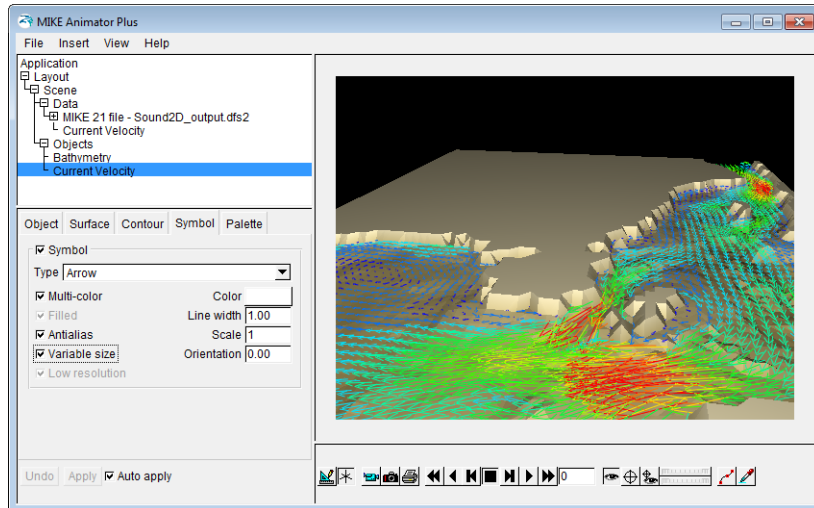 MIKE Animator Plus
File Insert View Help
Application
Layout
Scene
Data
MIKE 21 file - Sound2D_output.dfs2
Current Velocity
Objects
Bathymetry
Current Velocity
Object Surface Contour Symbol Palette
Symbol
Type Arrow
Multi-color Color
Filled Line width 1.00
Antialias Scale 1
Variable size Orientation 0.00
Low resolution
Undo Apply Auto apply
0